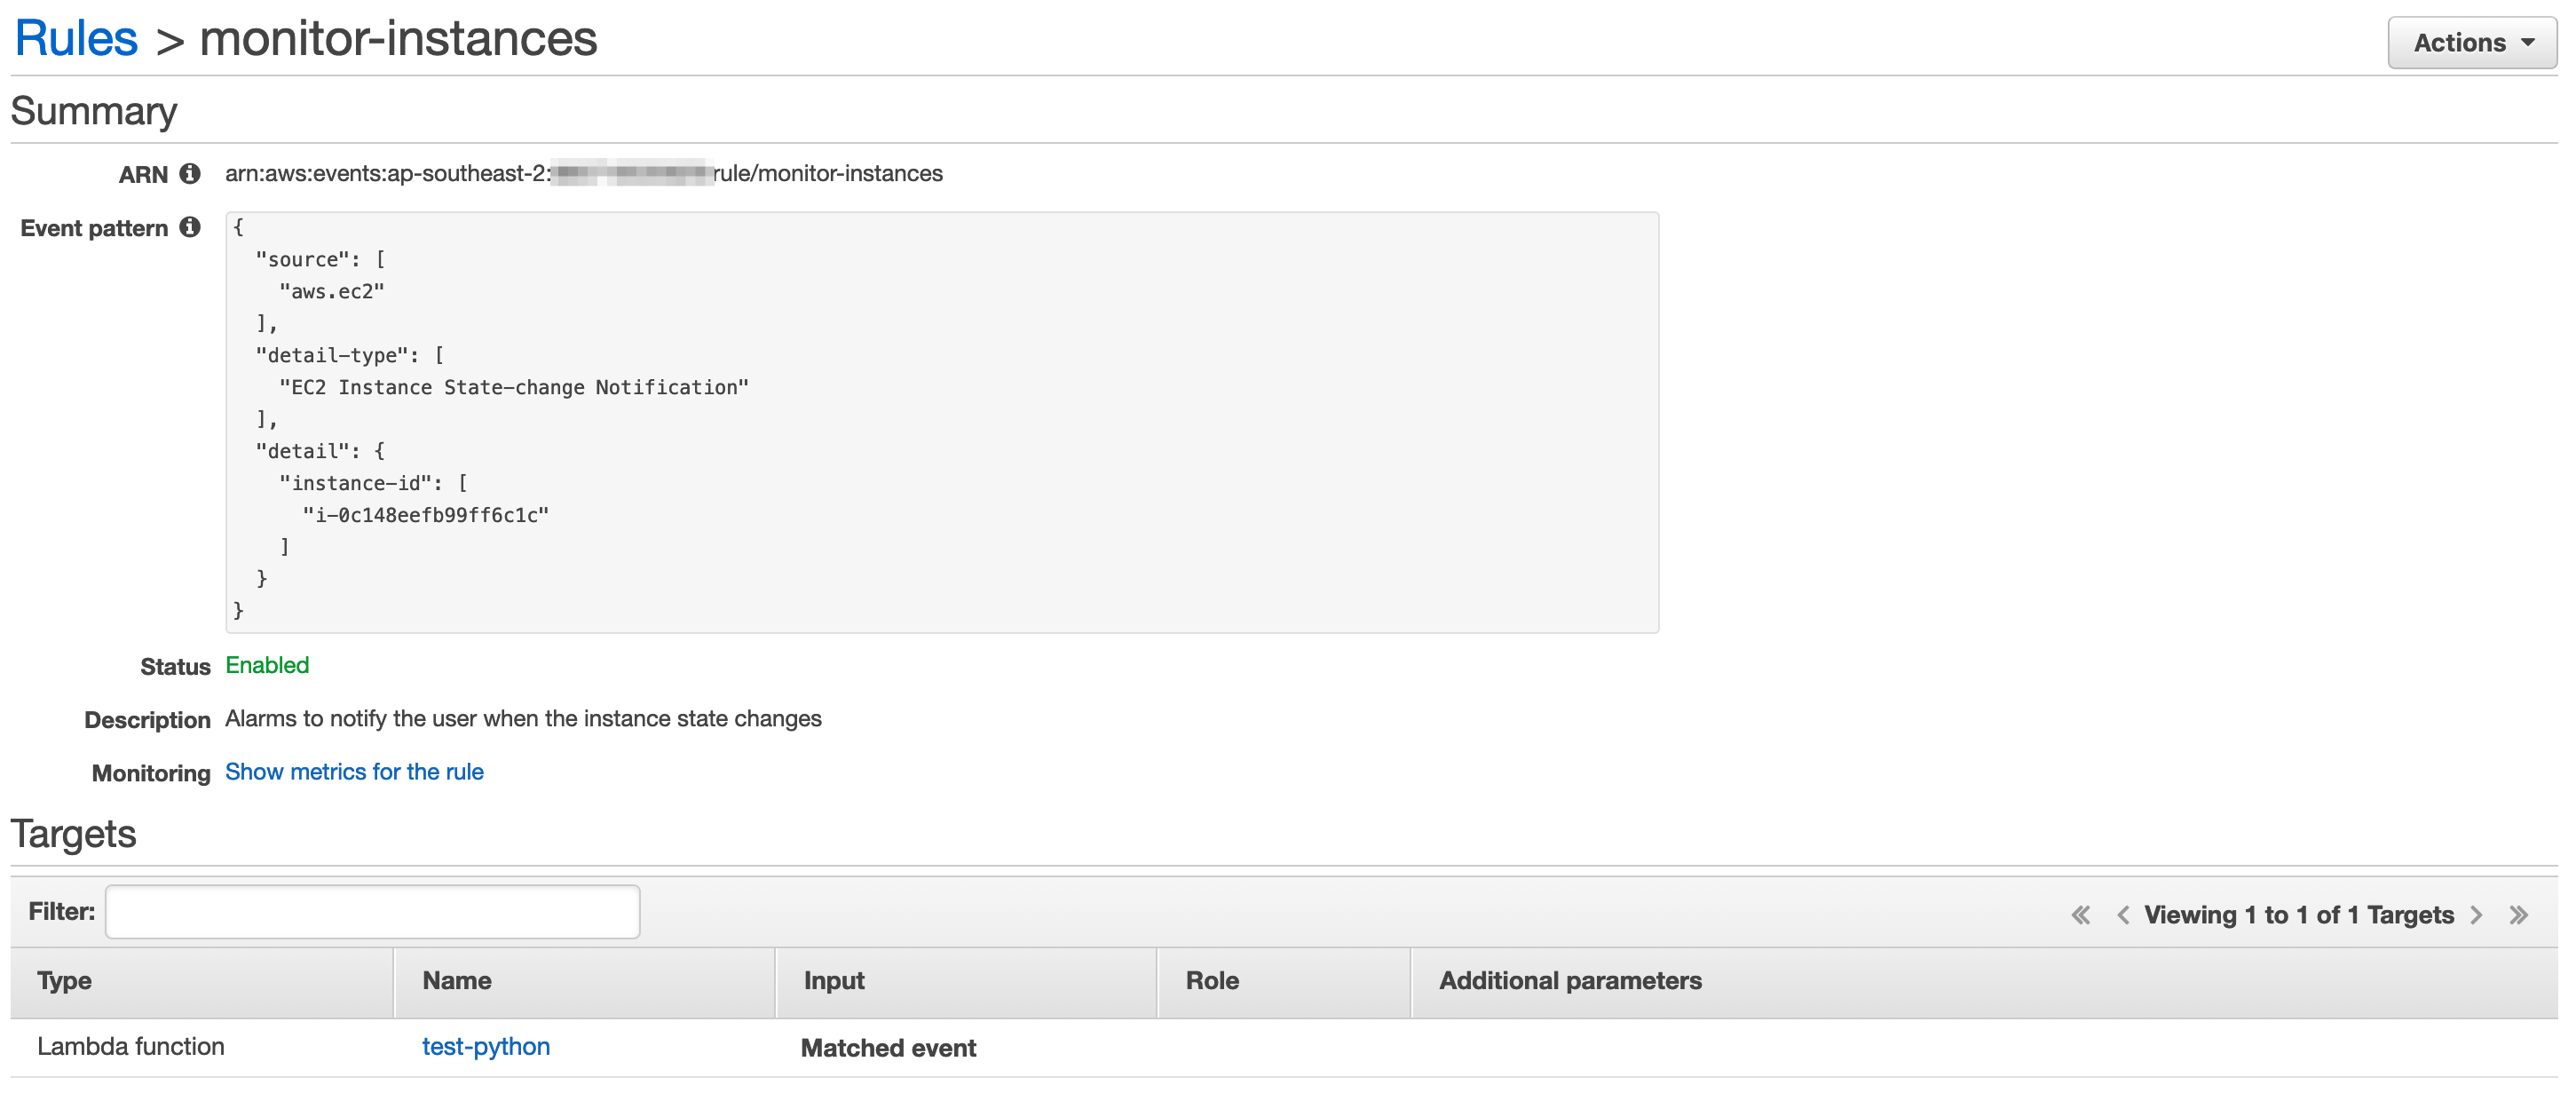 Rules > monitor-instances
Actions
Summary
ARN arn:aws:events:ap-southeast-2: rule/monitor-instances
Event pattern
{
"source": [
"aws.ec2"
],
"detail-type": [
"EC2 Instance State-change Notification"
],
"detail": {
"instance-id": [
"i-0c148eefb99ff6c1c"
]
}
}
Status Enabled
Description Alarms to notify the user when the instance state changes
Monitoring Show metrics for the rule
Targets
Filter: « < Viewing 1 to 1 of 1 Targets > »
Type Name Input Role Additional parameters
Lambda function test-python Matched event